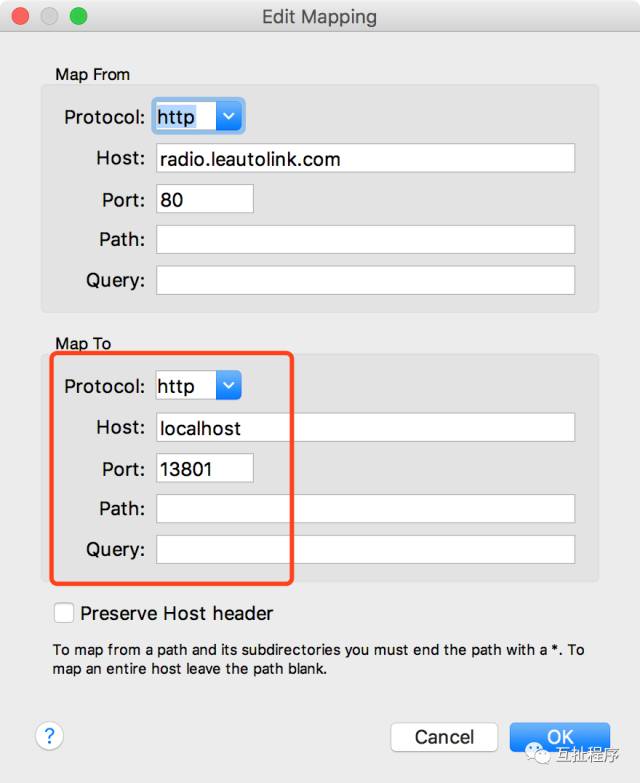 Edit Mapping
Map From
Protocol: http
Host: radio.leautolink.com
Port: 80
Path:
Query:
Map To
Protocol: http
Host: localhost
Port: 13801
Path:
Query:
Preserve Host header
To map from a path and its subdirectories you must end the path with a *. To
map an entire host leave the path blank.
? Cancel OK
互扯程序